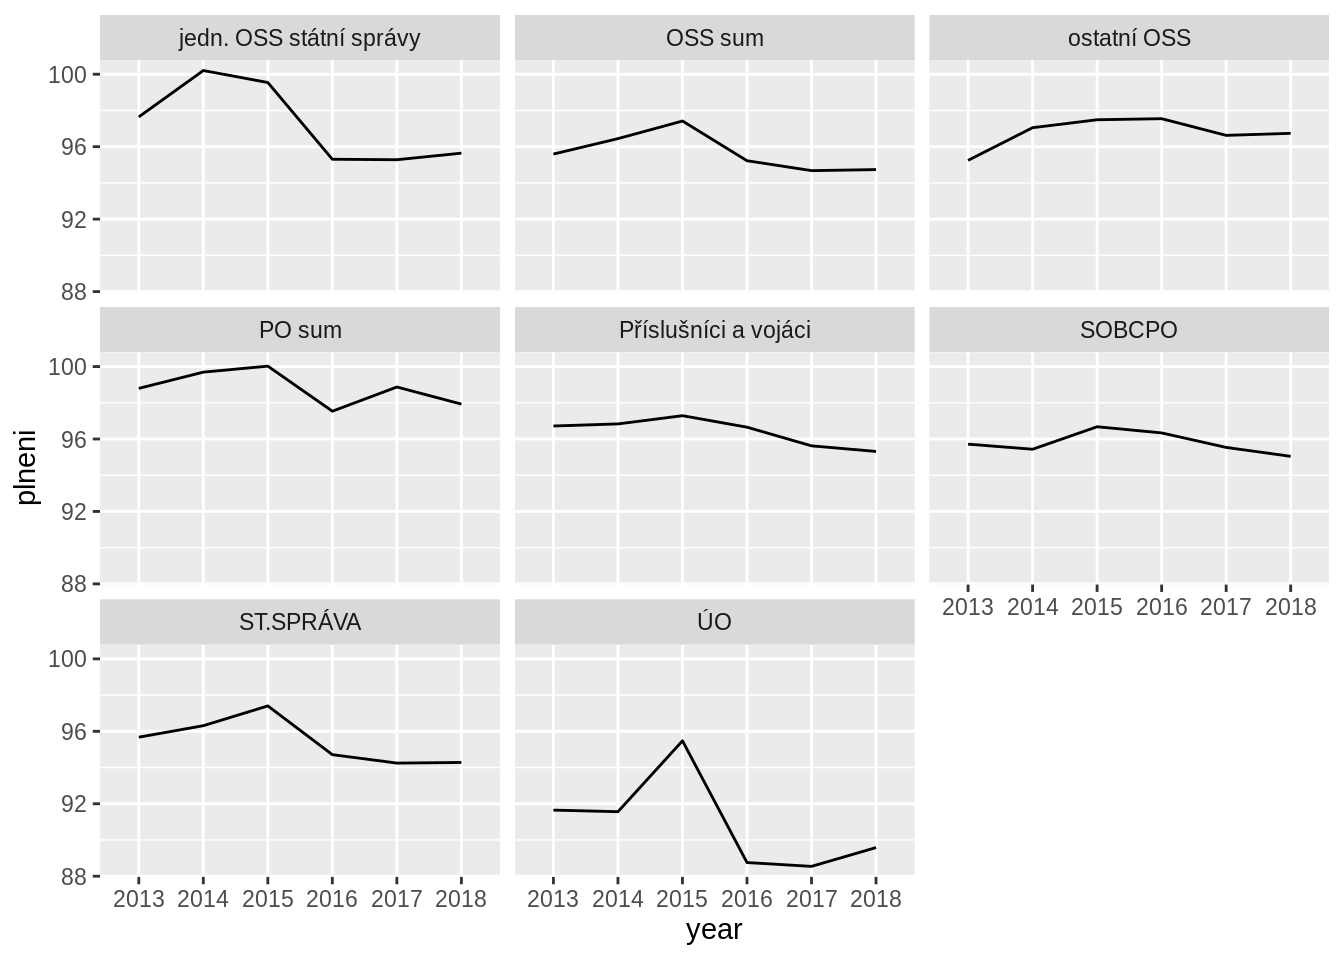 jedn. OSS státní správy
OSS sum
ostatní OSS
100
96
92
88
PO sum
Příslušníci a vojáci
SOBCPO
100
96
92
88
2013 2014 2015 2016 2017 2018
ST.SPRÁVA
ÚO
100
96
92
88
2013 2014 2015 2016 2017 2018
2013 2014 2015 2016 2017 2018
year
plneni